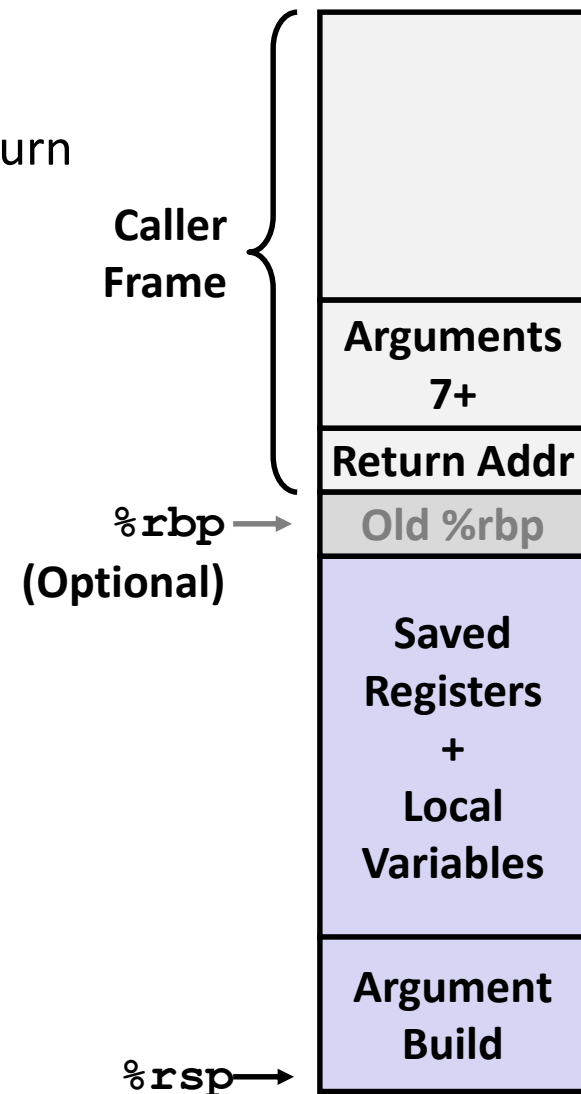 urn
Caller
Frame
Arguments
7+
Return Addr
%rbp
Old %rbp
(Optional)
Saved
Registers
+
Local
Variables
Argument
Build
%rsp